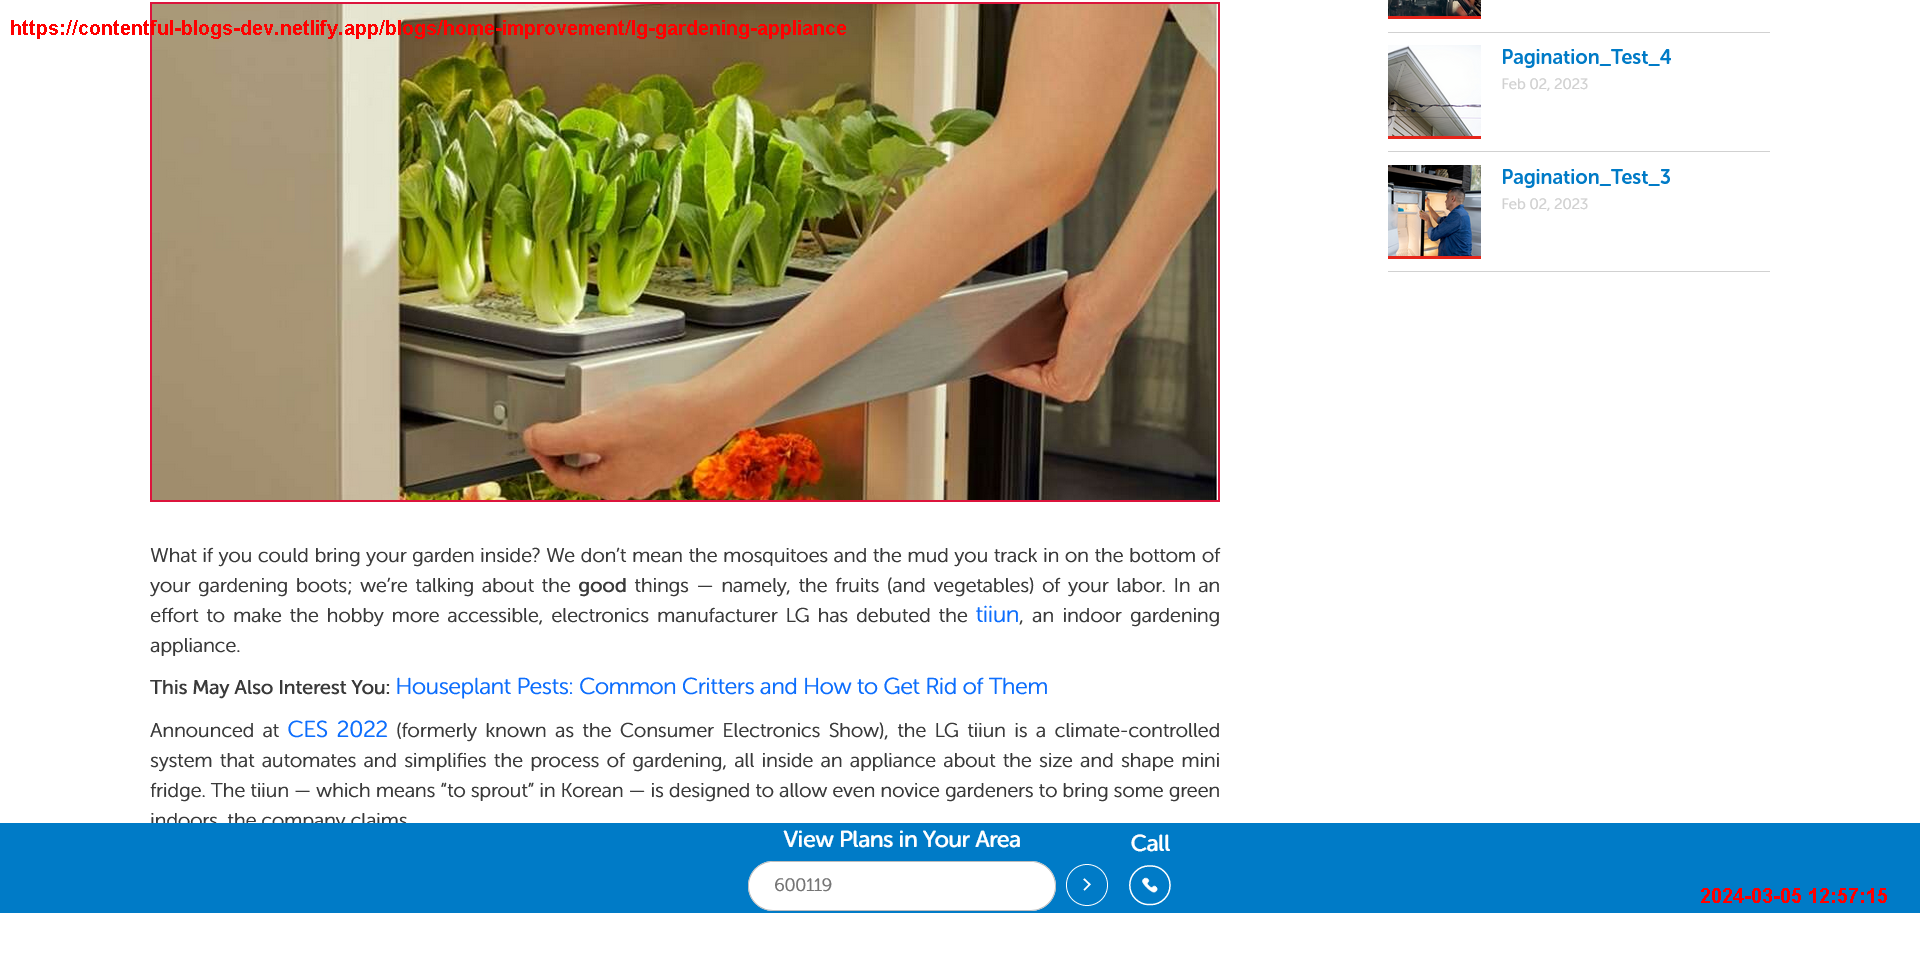 https://contentful-blogs-dev.netlify.app/blogs/home-improvement/lg-gardening-appliance
Pagination_Test_4
Feb 02, 2023
Pagination_Test_3
Feb 02, 2023
What if you could bring your garden inside? We don’t mean the mosquitoes and the mud you track in on the bottom of
your gardening boots; we’re talking about the good things — namely, the fruits (and vegetables) of your labor. In an
effort to make the hobby more accessible, electronics manufacturer LG has debuted the tiiun, an indoor gardening
appliance.
This May Also Interest You: Houseplant Pests: Common Critters and How to Get Rid of Them
Announced at CES 2022 (formerly known as the Consumer Electronics Show), the LG tiiun is a climate-controlled
system that automates and simplifies the process of gardening, all inside an appliance about the size and shape mini
fridge. The tiiun — which means “to sprout” in Korean — is designed to allow even novice gardeners to bring some green
indoors, the company claims.
View Plans in Your Area
Call
600119
2024-03-05 12:57:15